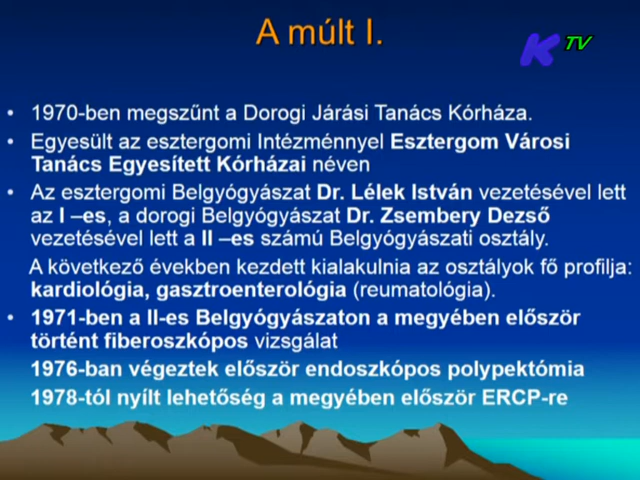 A múlt I.
K TV
• 1970-ben megszűnt a Dorogi Járási Tanács Kórháza.
• Egyesült az esztergomi Intézménnyel Esztergom Városi
Tanács Egyesített Kórházai néven
• Az esztergomi Belgyógyászat Dr. Lélek István vezetésével lett
az I –es, a dorogi Belgyógyászat Dr. Zsembery Dezső
vezetésével lett a II –es számú Belgyógyászati osztály.
A következő években kezdett kialakulnia az osztályok fő profilja:
kardiológia, gasztroenterológia (reumatológia).
• 1971-ben a II-es Belgyógyászaton a megyében először
történt fiberoszkópos vizsgálat
1976-ban végeztek először endoszkópos polypektómia
1978-tól nyílt lehetőség a megyében először ERCP-re